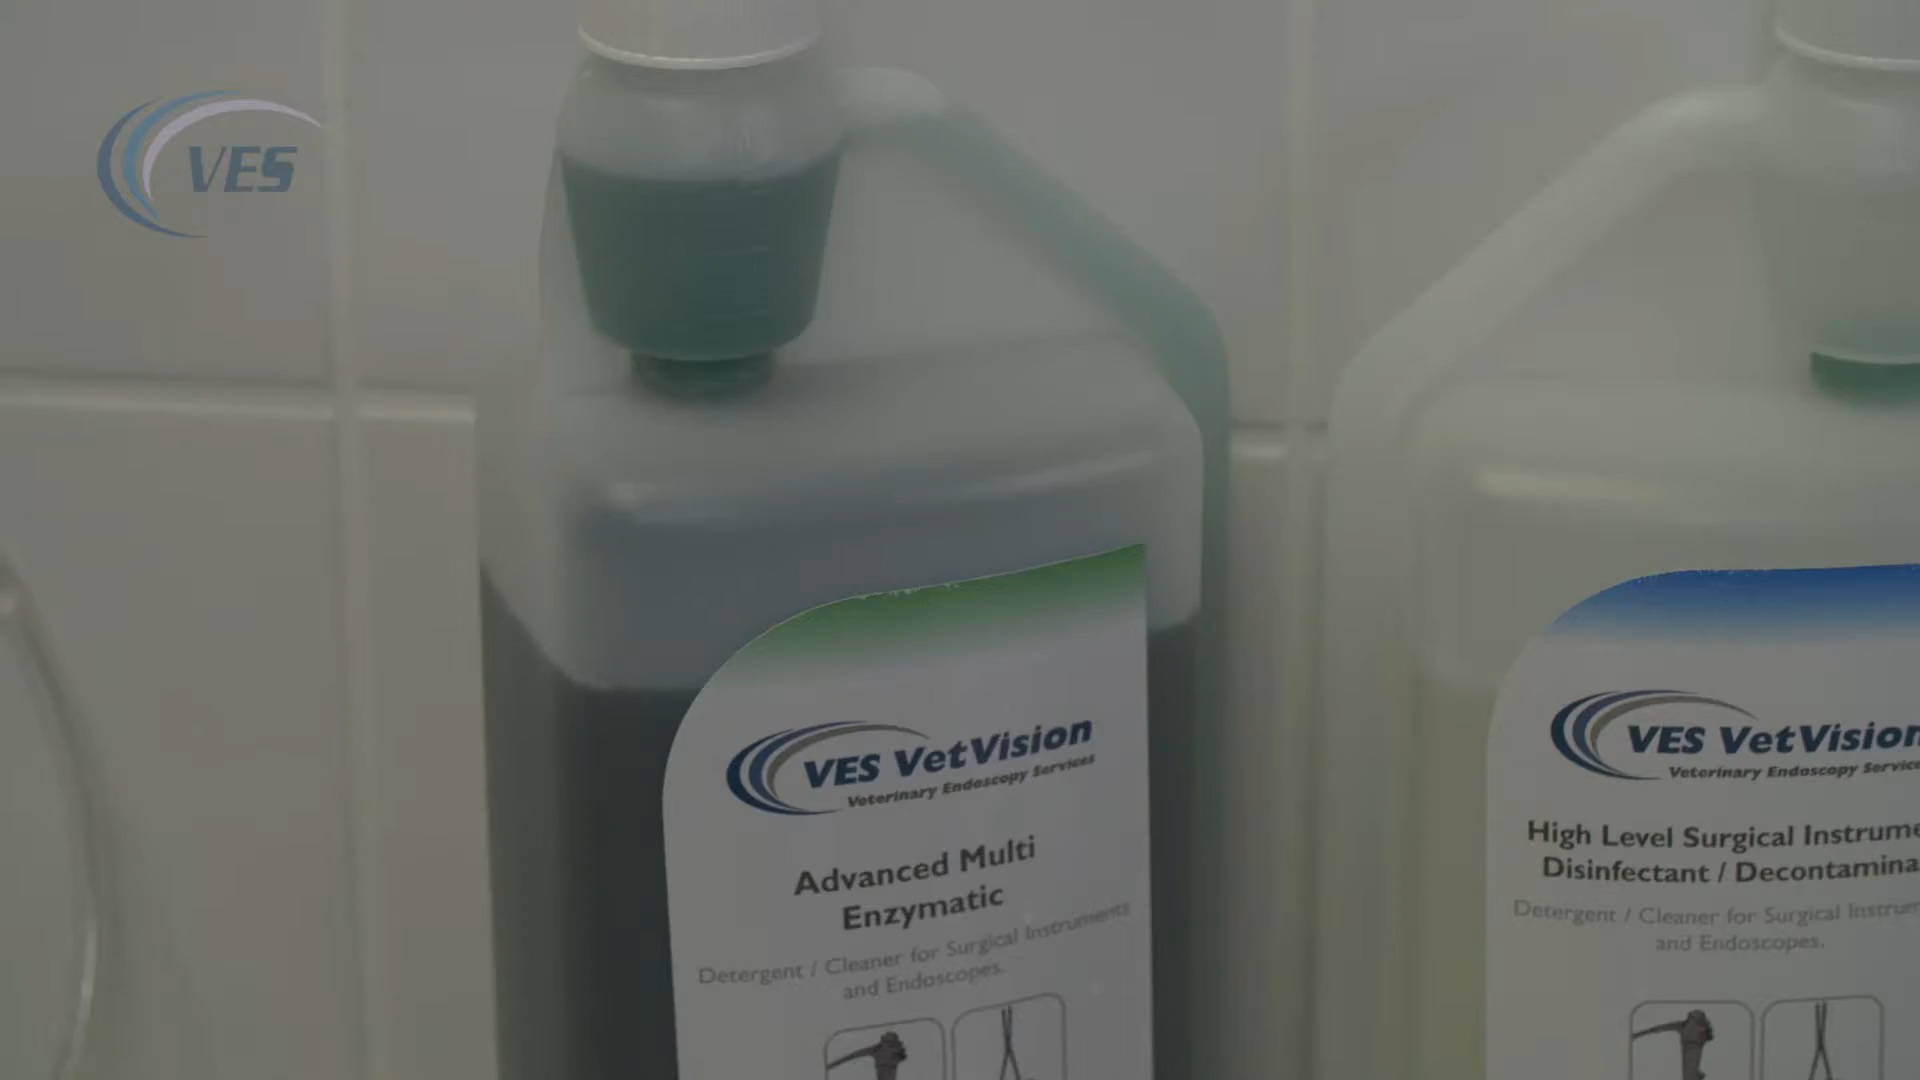 VES
VES VetVision
Veterinary Endoscopy Services
Advanced Multi
Enzymatic
Detergent / Cleaner for Surgical Instruments
and Endoscopes.
VES VetVision
Veterinary Endoscopy
High Level Surgical
Disinfectant /
Detergent / Cleaner for Surgical
and Endoscopes.